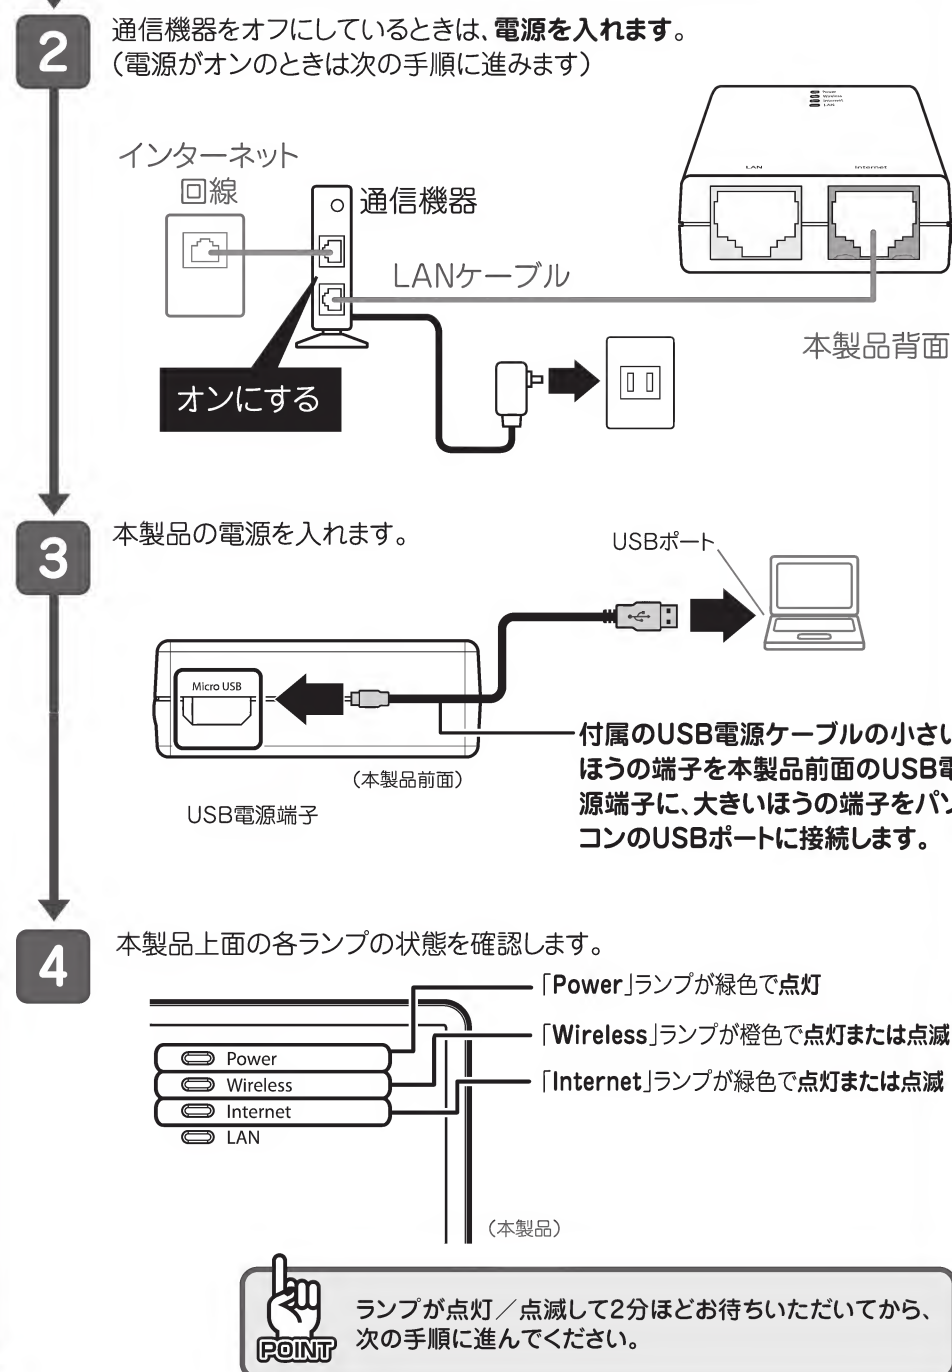 2
通信機器をオフにしているときは、電源を入れます。
（電源がオンのときは次の手順に進みます）
Power
Wireless
Internet
LAN
LAN
Internet
インターネット
回線
通信機器
LANケーブル
本製品背面
オンにする
3
本製品の電源を入れます。
USBポート
Micro USB
（本製品前面）
USB電源端子
付属のUSB電源ケーブルの小さい
ほうの端子を本製品前面のUSB電
源端子に、大きいほうの端子をパソ
コンのUSBポートに接続します。
4
本製品上面の各ランプの状態を確認します。
「Power」ランプが緑色で点灯
「Wireless」ランプが橙色で点灯または点滅
「Internet」ランプが緑色で点灯または点滅
Power
Wireless
Internet
LAN
（本製品）
POINT
ランプが点灯／点滅して2分ほどお待ちいただいてから、
次の手順に進んでください。